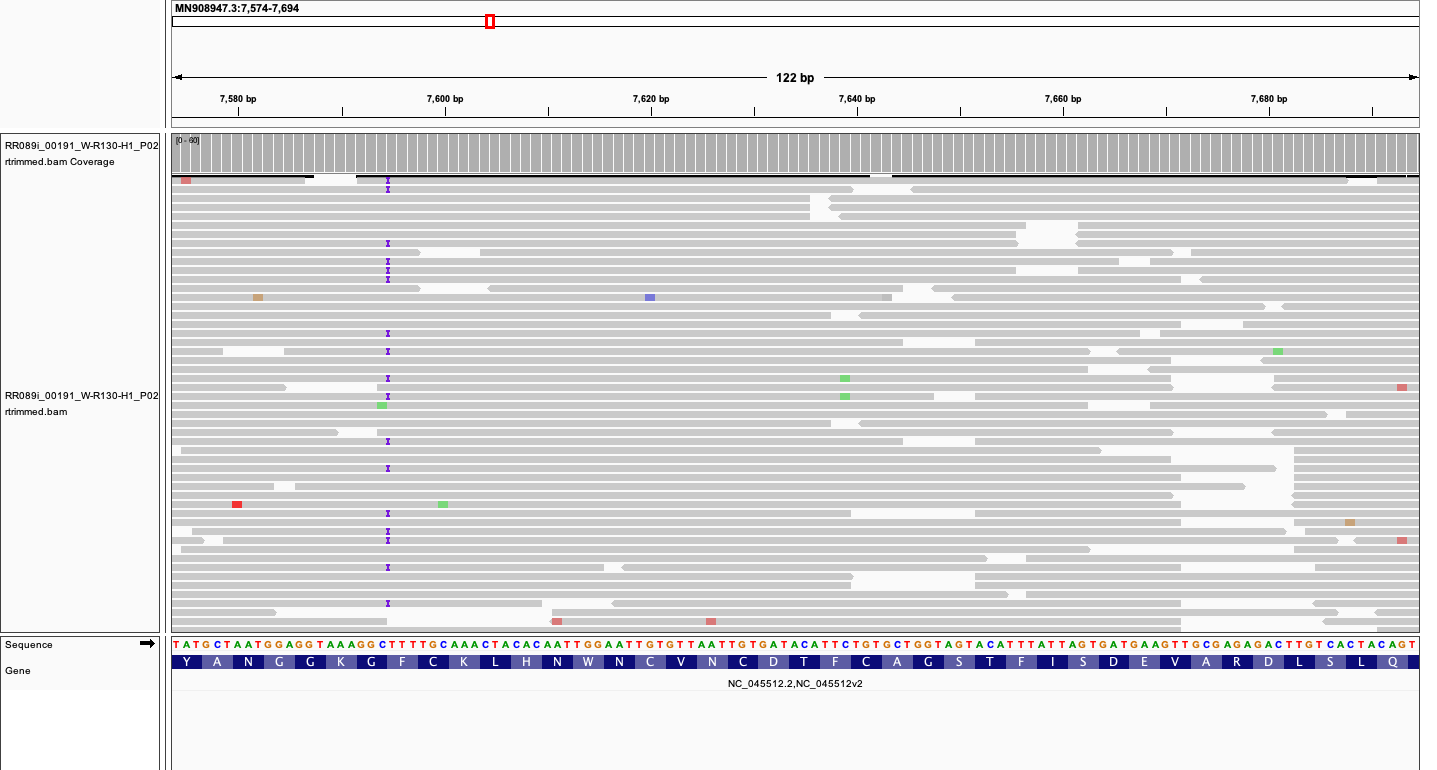 MN908947.3:7,574-7,694
122 bp
7,580 bp 7,600 bp 7,620 bp 7,640 bp 7,660 bp 7,680 bp
RR089i_00191_W-R130-H1_P02
rtrimmed.bam Coverage
[0 - 60]
RR089i_00191_W-R130-H1_P02
rtrimmed.bam
Sequence
T A T G C T A A T G G A G G T A A A G G C T T T T G C A A A C T A C A C A A T T G G A A T T G T G T T A A T T G T G A T A C A T T C T G T G C T G G T A G T A C A T T T A T T A G T G A T G A A G T T G C G A G A G A C T T G T C A C T A C A G T
Gene
Y A N G G K G F C K L H N W N C V N C D T F C A G S T F I S D E V A R D L S L Q
NC_045512.2,NC_045512v2